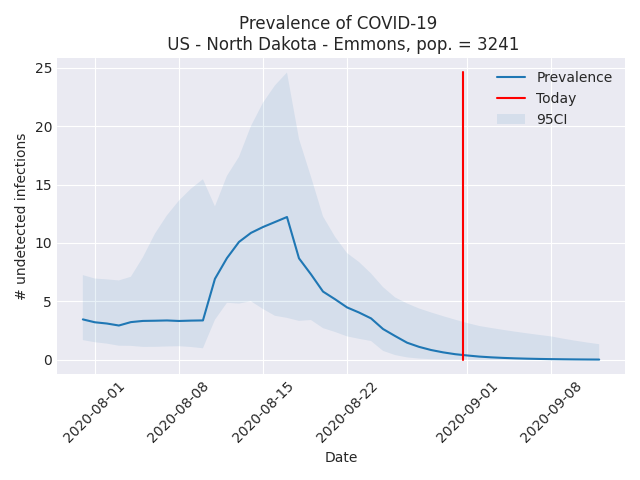 Prevalence of COVID-19
US - North Dakota - Emmons, pop. = 3241
25
20
15
10
5
0
# undetected infections
Prevalence
Today
95CI
2020-08-01
2020-08-08
2020-08-15
2020-08-22
2020-09-01
2020-09-08
Date